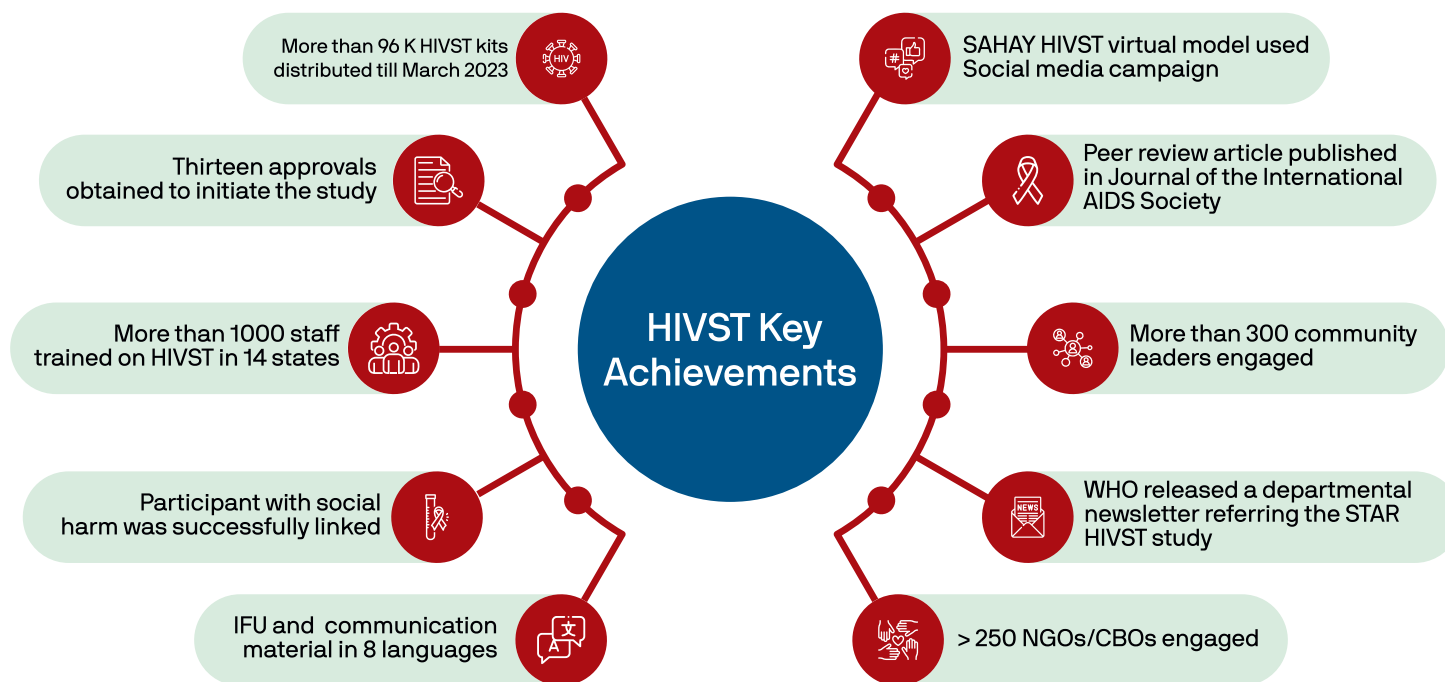 More than 96 K HIVST kits
distributed till March 2023
HIV
Thirteen approvals
obtained to initiate the study
More than 1000 staff
trained on HIVST in 14 states
Participant with social
harm was successfully linked
IFU and communication
material in 8 languages
A
文
HIVST Key
Achievements
#
SAHAY HIVST virtual model used
Social media campaign
Peer review article published
in Journal of the International
AIDS Society
More than 300 community
leaders engaged
NEWS
WHO released a departmental
newsletter referring the STAR
HIVST study
> 250 NGOs/CBOs engaged